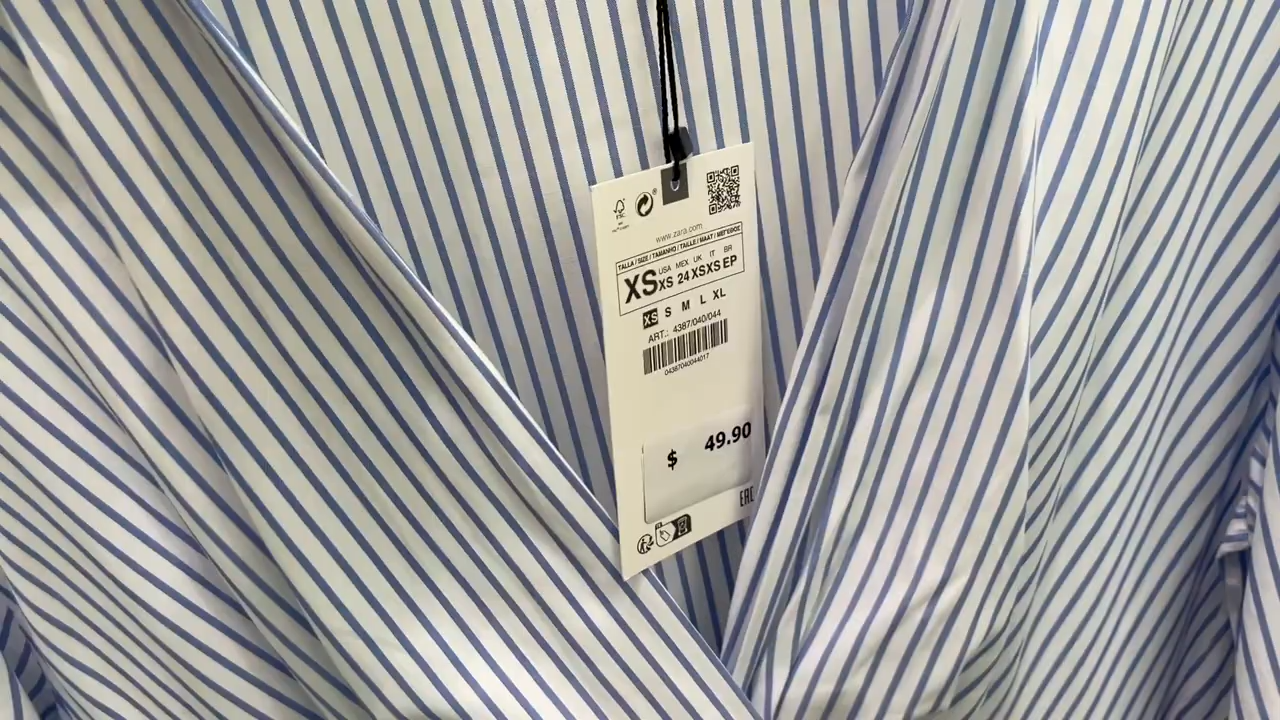 FSC
®
www.zara.com
TALLA / SIZE / TAMANHO / TAILLE / MAAT / ΜΕΓΕΘΟΣ
USA MEX UK IT BR
XS XS 24 XS XS EP
XS S M L XL
ART.: 4387/040/044
04387040044017
$ 49.90
EAC